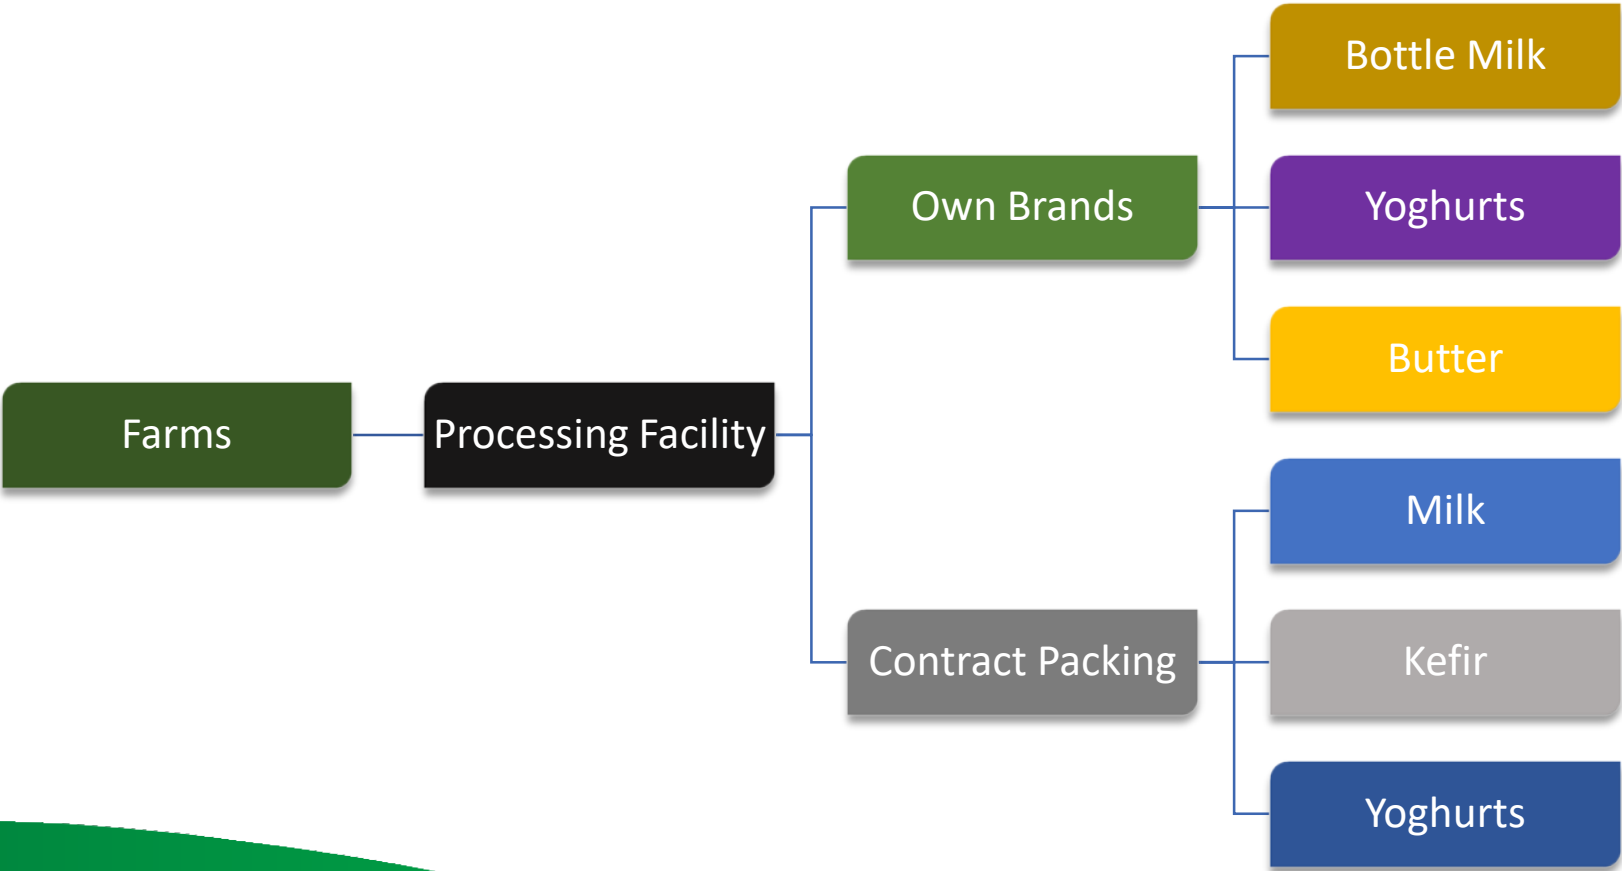 Farms
Processing Facility
Own Brands
Bottle Milk
Yoghurts
Butter
Contract Packing
Milk
Kefir
Yoghurts